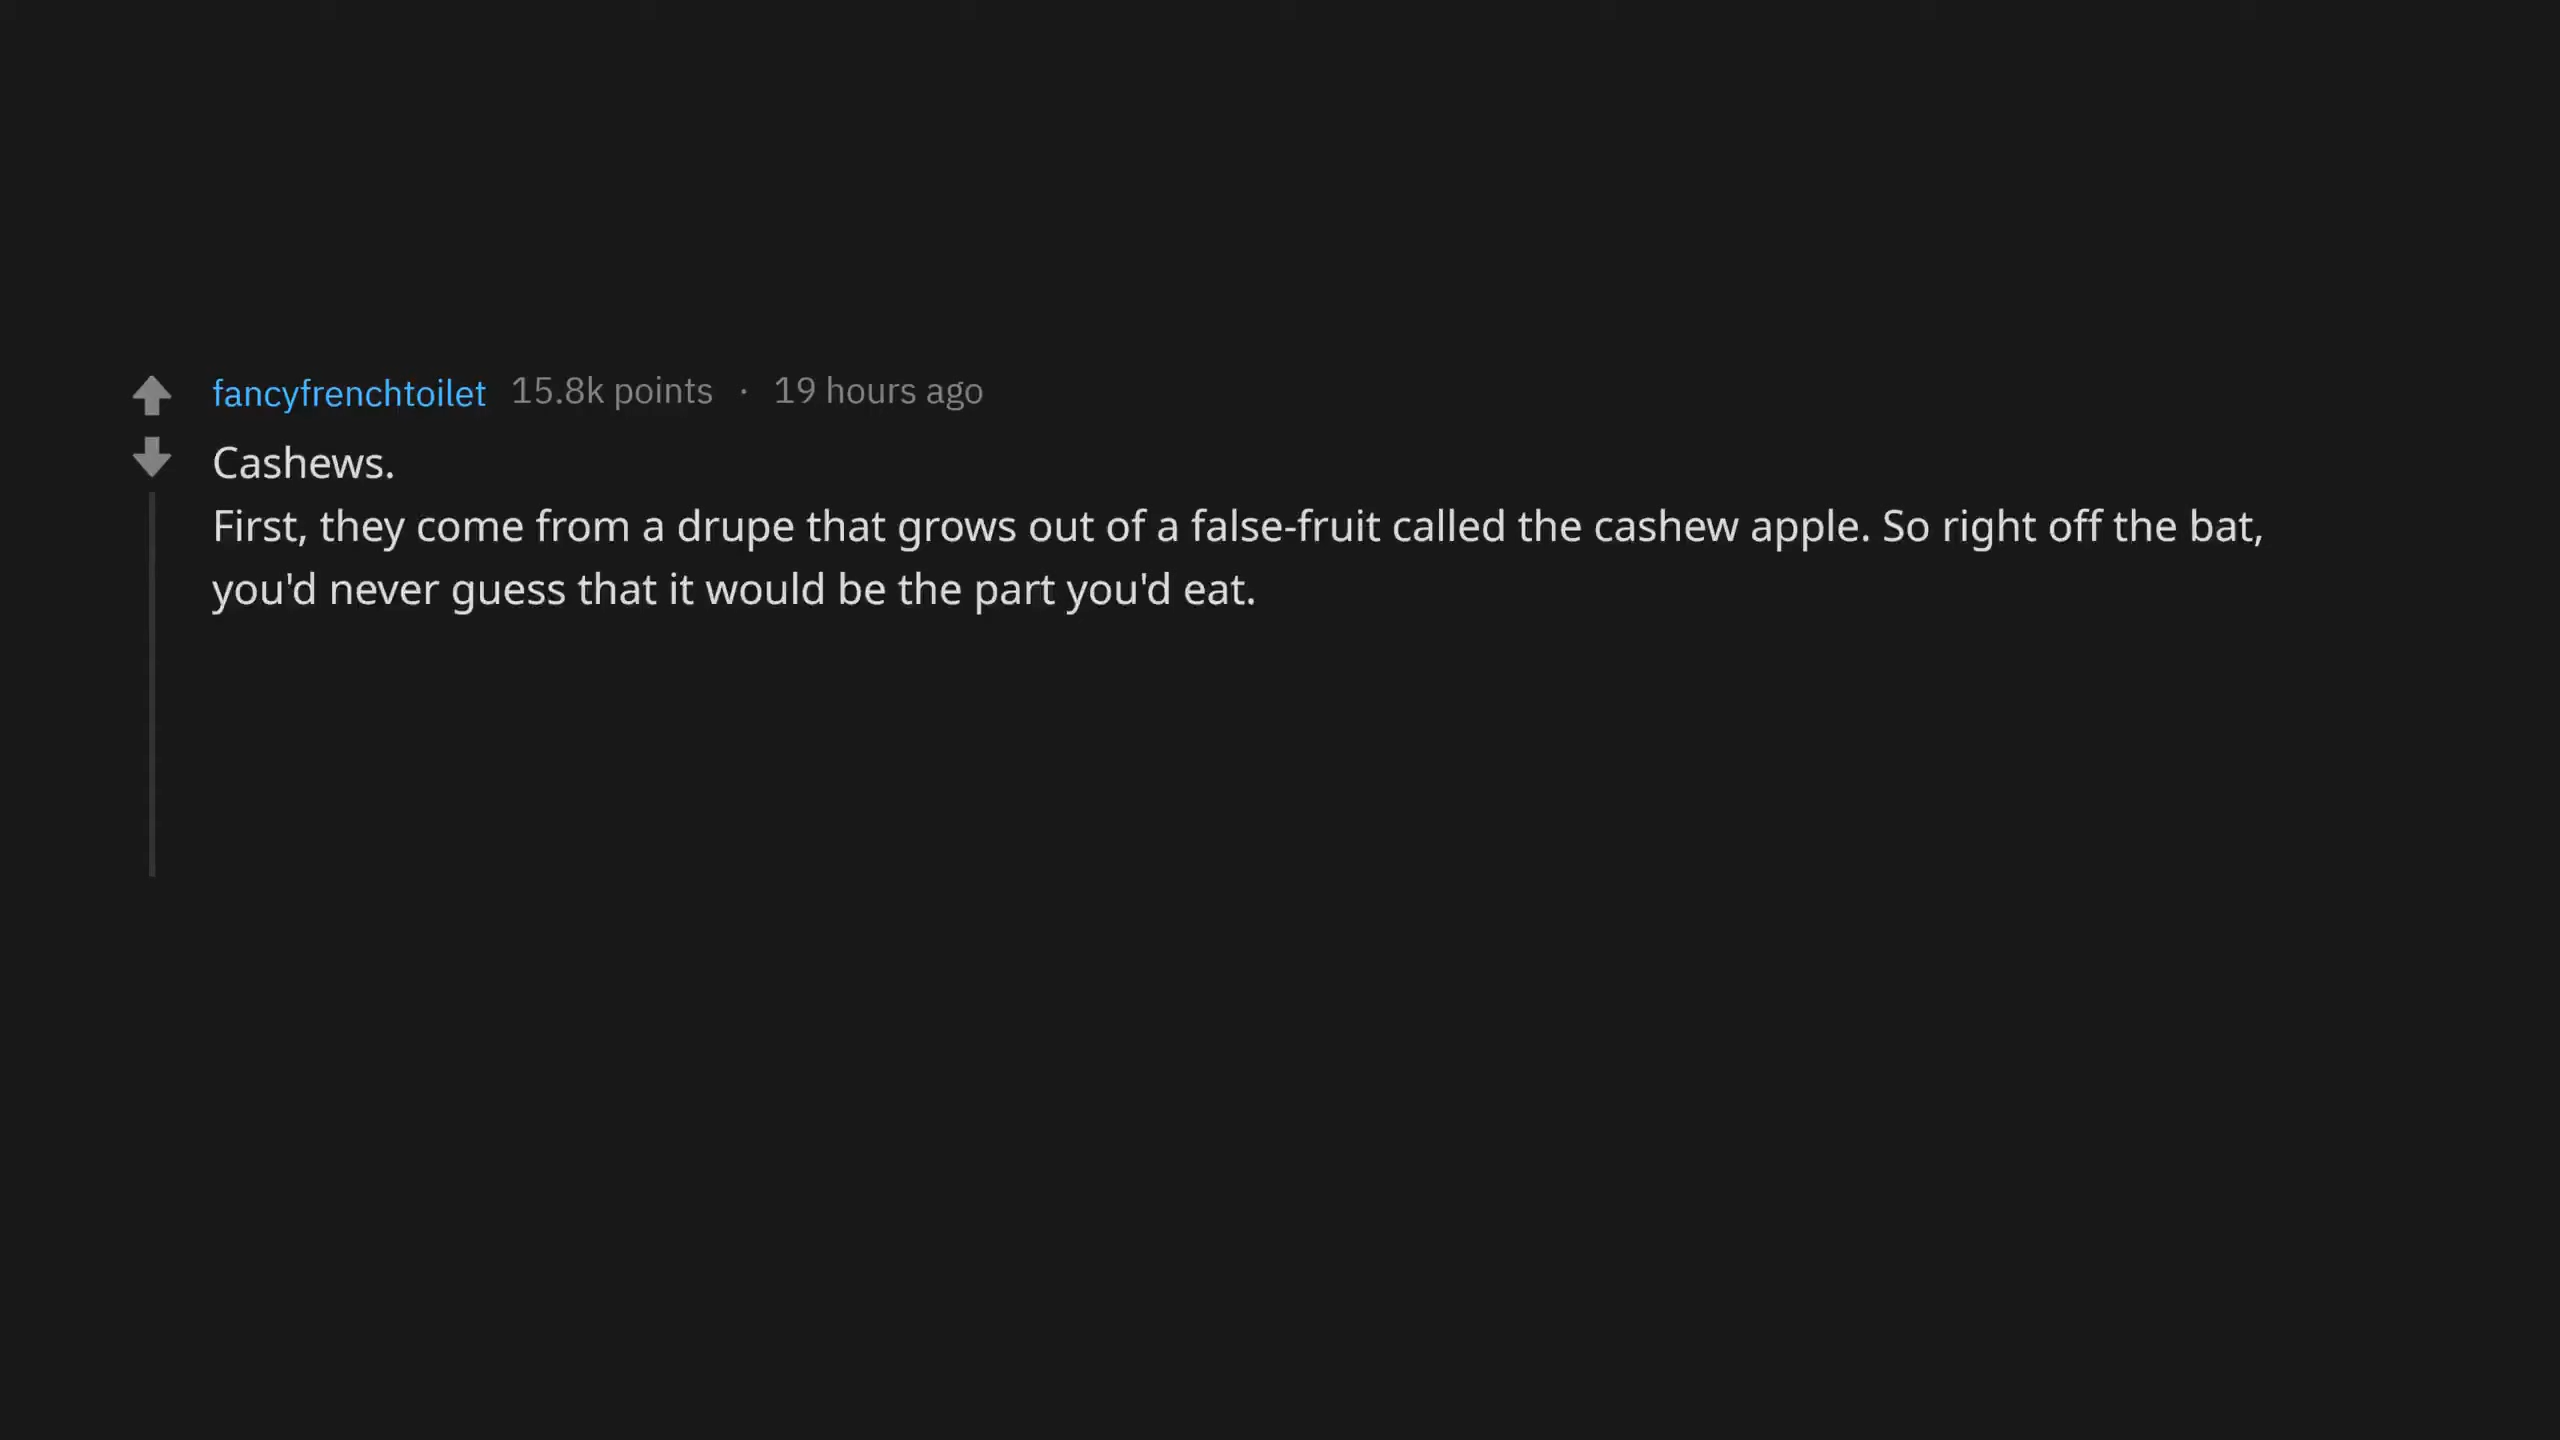 fancyfrenchtoilet 15.8k points · 19 hours ago
Cashews.
First, they come from a drupe that grows out of a false-fruit called the cashew apple. So right off the bat,
you'd never guess that it would be the part you'd eat.